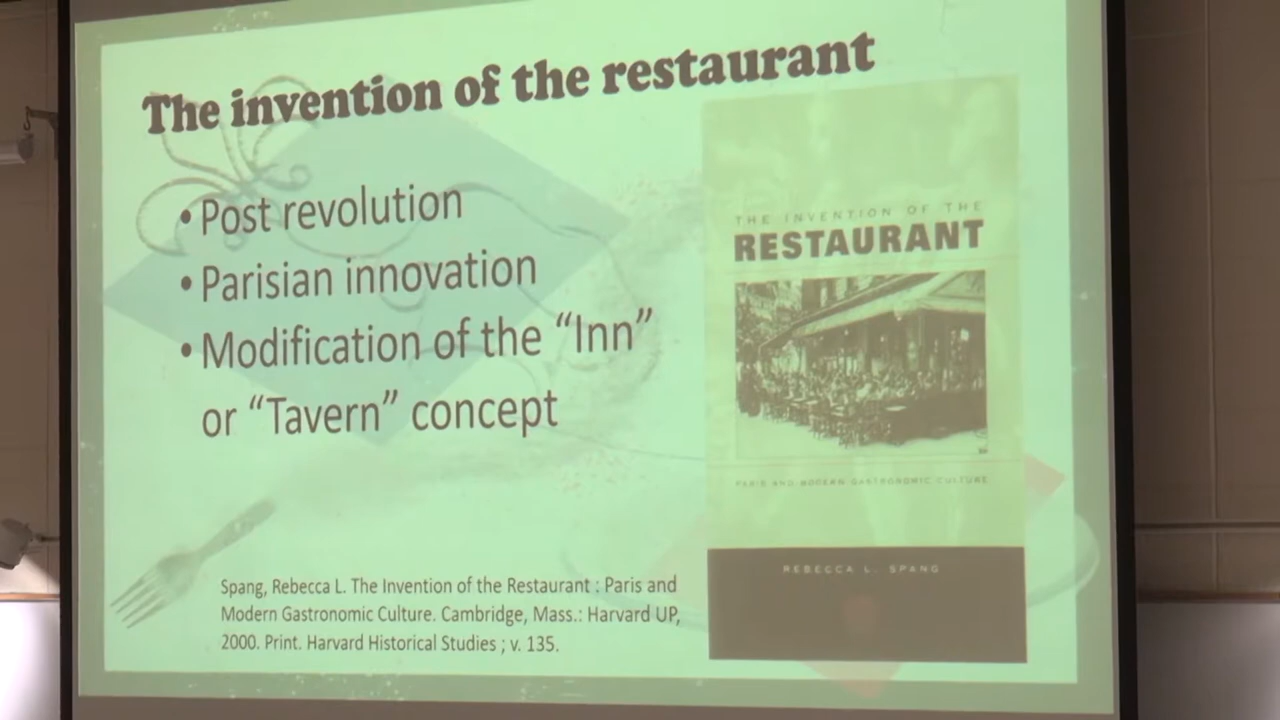 The invention of the restaurant
• Post revolution
• Parisian innovation
• Modification of the “Inn”
or “Tavern” concept
Spang, Rebecca L. The Invention of the Restaurant : Paris and
Modern Gastronomic Culture. Cambridge, Mass.: Harvard UP,
2000. Print. Harvard Historical Studies ; v. 135.
THE INVENTION OF THE
RESTAURANT
PARIS AND MODERN GASTRONOMIC CULTURE
REBECCA L. SPANG